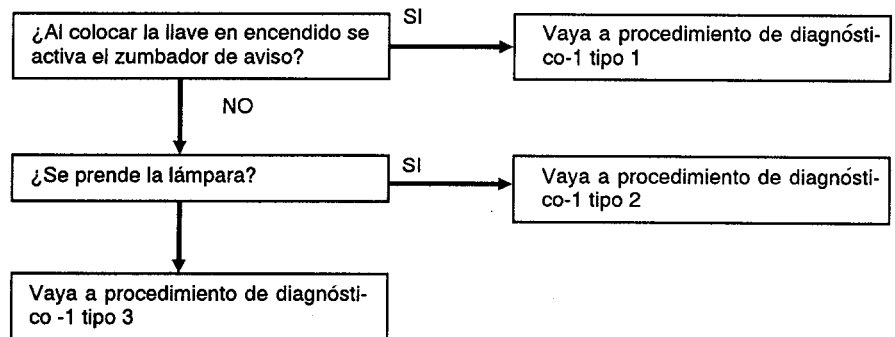 ¿Al colocar la llave en encendido se
activa el zumbador de aviso?
SI
Vaya a procedimiento de diagnósti-
co-1 tipo 1
NO
¿Se prende la lámpara?
SI
Vaya a procedimiento de diagnósti-
co-1 tipo 2
Vaya a procedimiento de diagnósti-
co -1 tipo 3